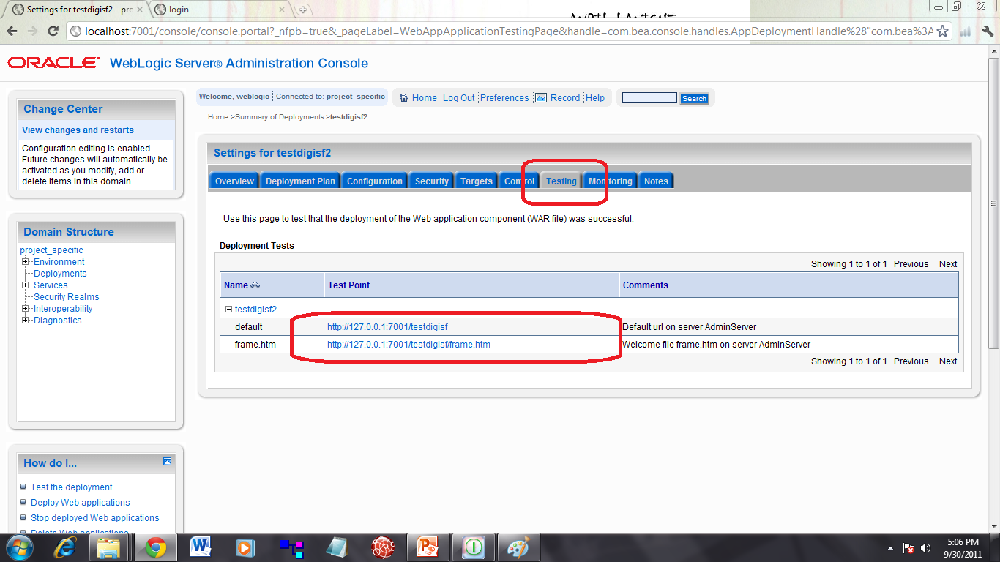 Settings for testdigisf2 - pro
login
localhost:7001/console/console.portal?_nfpb=true&_pageLabel=WebAppApplicationTestingPage&handle=com.bea.console.handles.AppDeploymentHandle%28"com.bea%3A
ORACLE WebLogic Server® Administration Console
Change Center
View changes and restarts
Configuration editing is enabled.
Future changes will automatically be
activated as you modify, add or
delete items in this domain.
Domain Structure
project_specific
Environment
Deployments
Services
Security Realms
Interoperability
Diagnostics
How do I...
Test the deployment
Deploy Web applications
Stop deployed Web applications
Delete Web applications
Welcome, weblogic Connected to: project_specific
Home Log Out Preferences Record Help
Search
Home >Summary of Deployments >testdigisf2
Settings for testdigisf2
Overview Deployment Plan Configuration Security Targets Control Testing Monitoring Notes
Use this page to test that the deployment of the Web application component (WAR file) was successful.
Deployment Tests
Showing 1 to 1 of 1 Previous | Next
Name Test Point Comments
testdigisf2
default http://127.0.0.1:7001/testdigisf Default url on server AdminServer
frame.htm http://127.0.0.1:7001/testdigisf/frame.htm Welcome file frame.htm on server AdminServer
Showing 1 to 1 of 1 Previous | Next
5:06 PM
9/30/2011